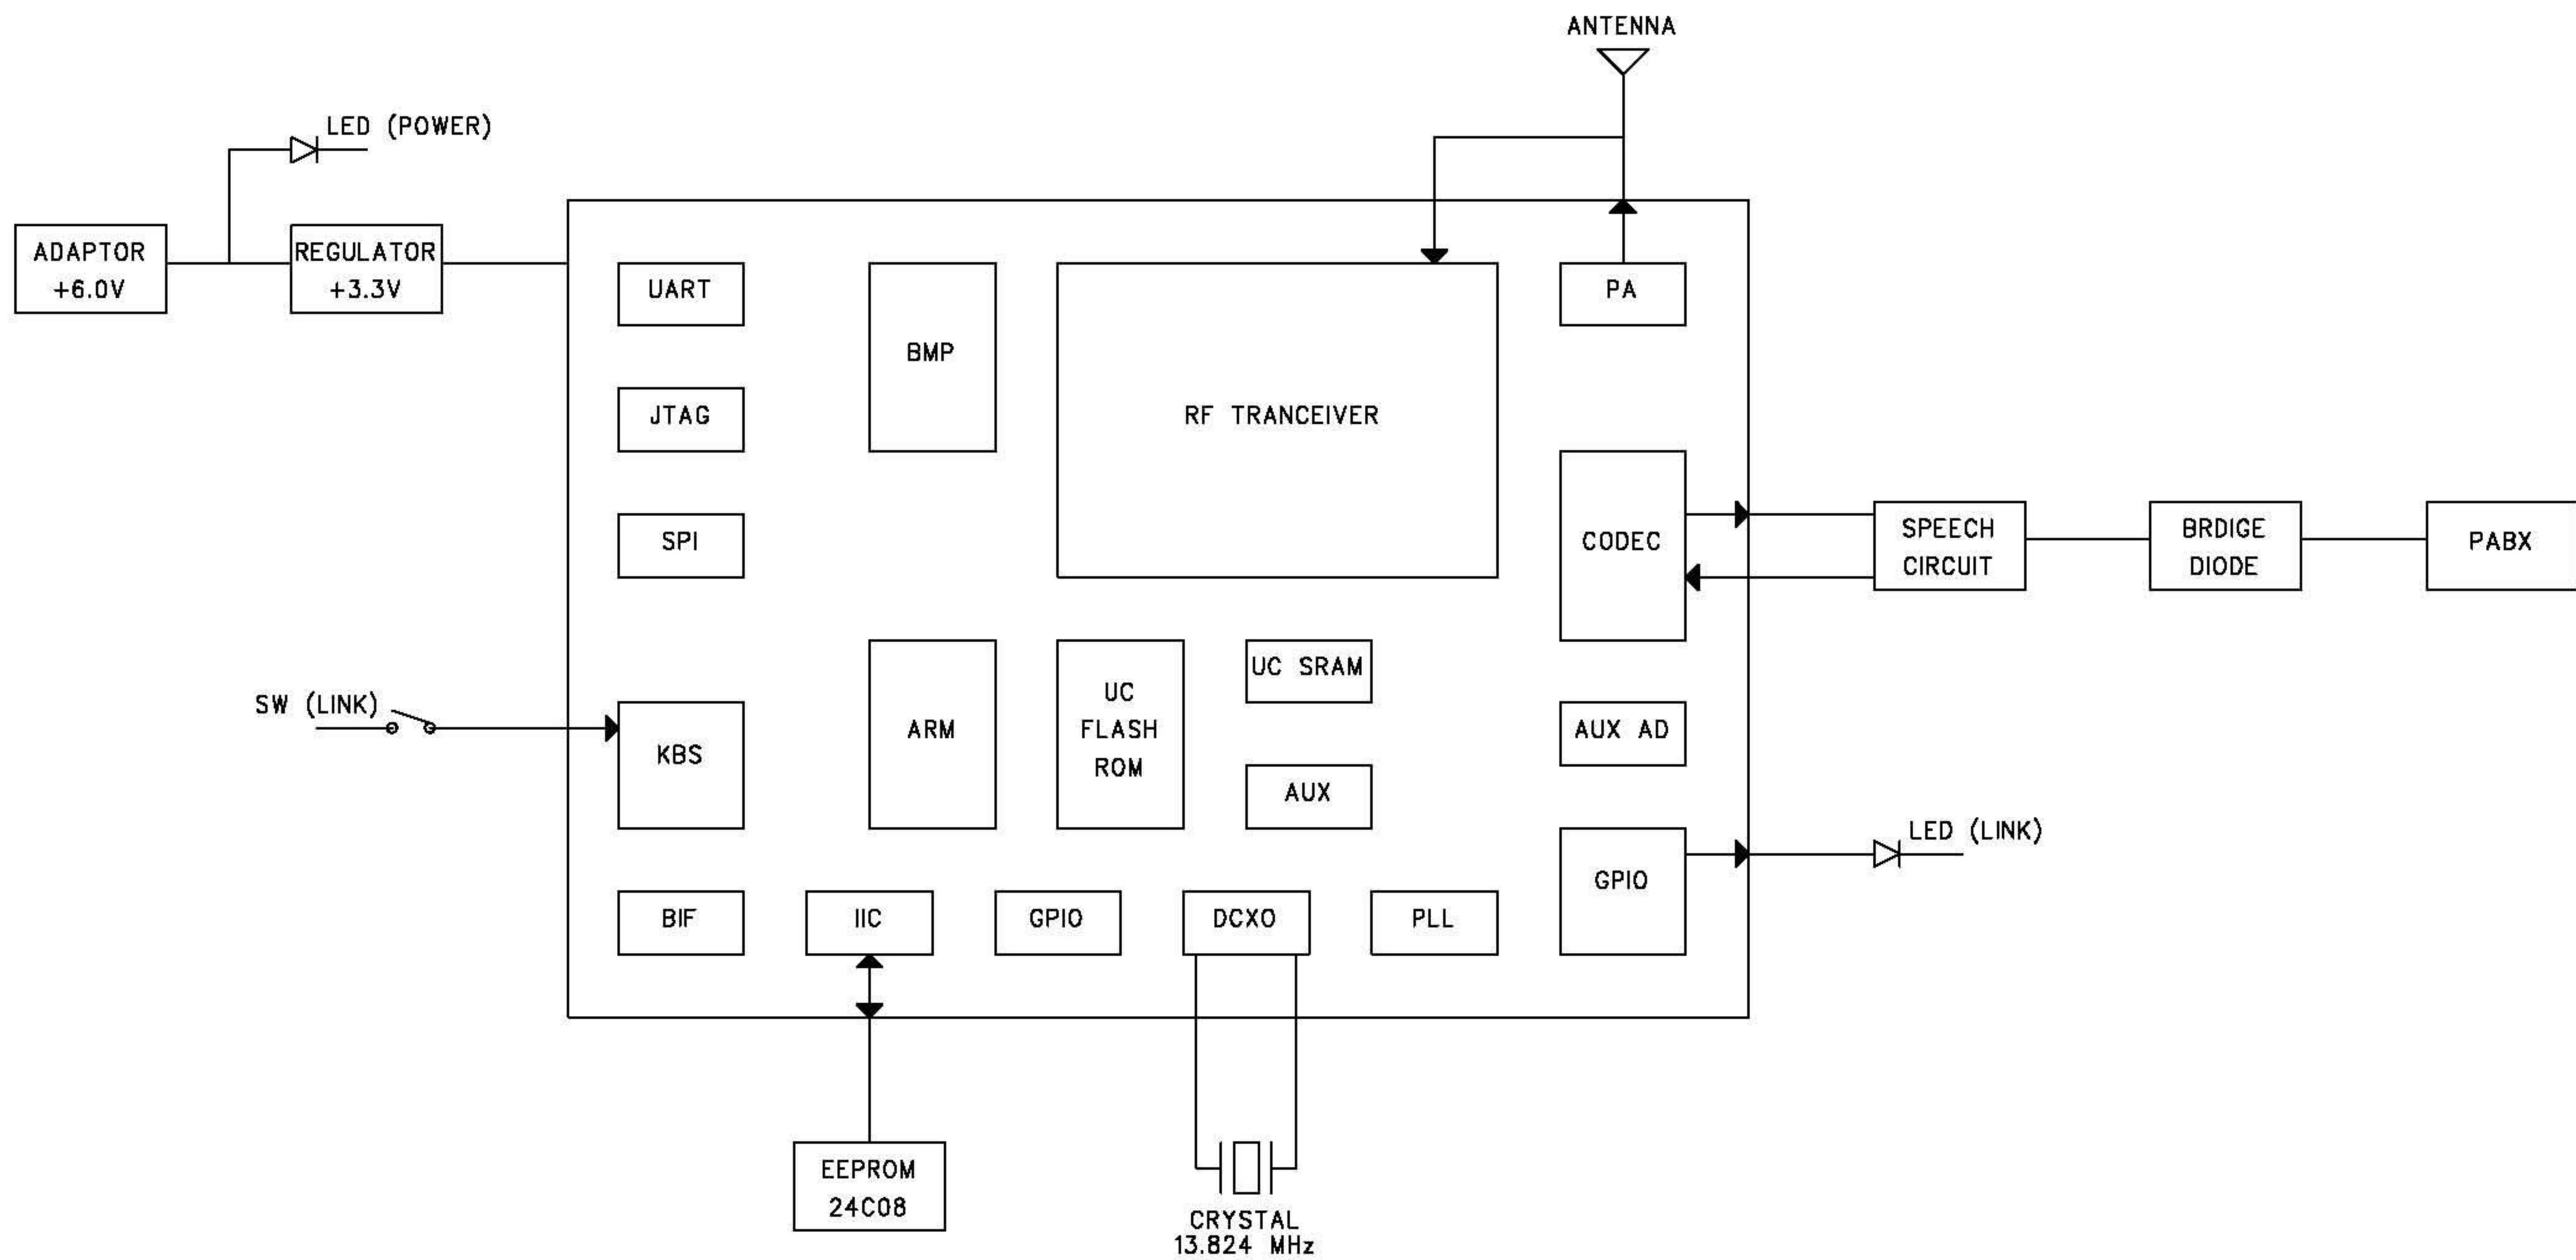 ANTENNA
LED (POWER)
ADAPTOR
+6.0V
REGULATOR
+3.3V
UART
BMP
RF TRANCEIVER
PA
JTAG
SPI
CODEC
SPEECH
CIRCUIT
BRDIGE
DIODE
PABX
SW (LINK)
KBS
ARM
UC
FLASH
ROM
UC SRAM
AUX
AUX AD
GPIO
LED (LINK)
BIF
IIC
GPIO
DCXO
PLL
EEPROM
24C08
CRYSTAL
13.824 MHz